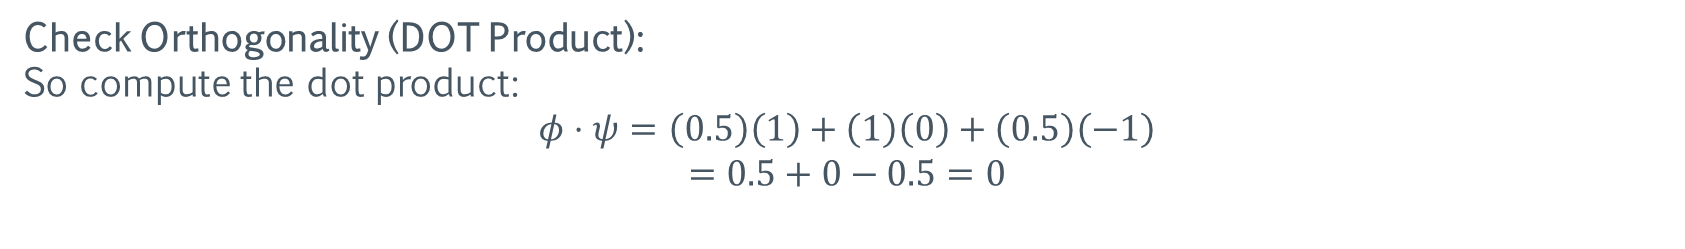 Check Orthogonality (DOT Product):
So compute the dot product:
𝜙 · 𝜓 = (0.5)(1) + (1)(0) + (0.5)(−1)
= 0.5 + 0 − 0.5 = 0